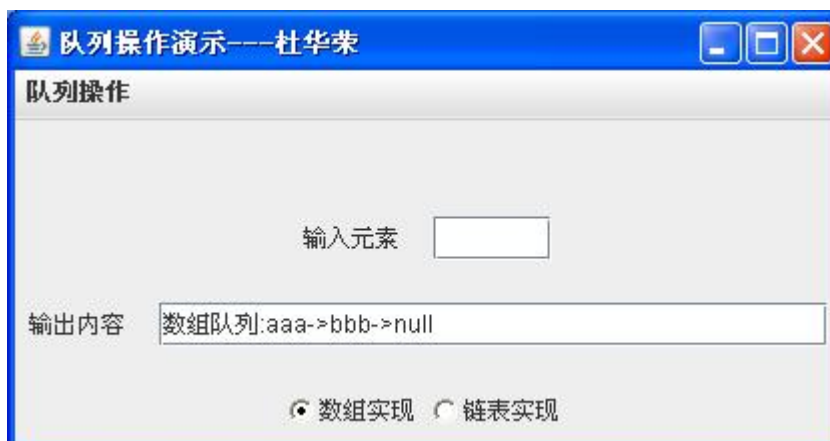 队列操作演示---杜华荣
队列操作
输入元素
输出内容 数组队列:aaa->bbb->null
数组实现 链表实现